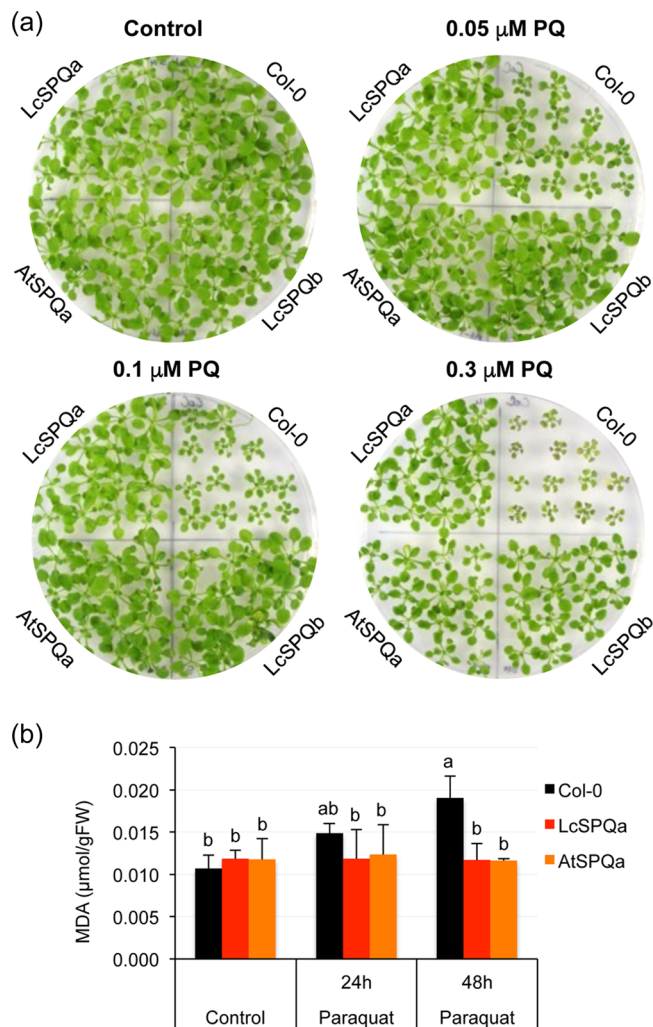 (a)
Control
0.05 μM PQ
LcSPQa
Col-0
LcSPQa
Col-0
AtSPQa
LcSPQb
AtSPQa
LcSPQb
0.1 μM PQ
0.3 μM PQ
LcSPQa
Col-0
LcSPQa
Col-0
AtSPQa
LcSPQb
AtSPQa
LcSPQb
(b)
MDA (μmol/gFW)
0.025
0.020
0.015
0.010
0.005
0.000
b b b
ab b b
a b b
Col-0
LcSPQa
AtSPQa
24h 48h
Control Paraquat Paraquat